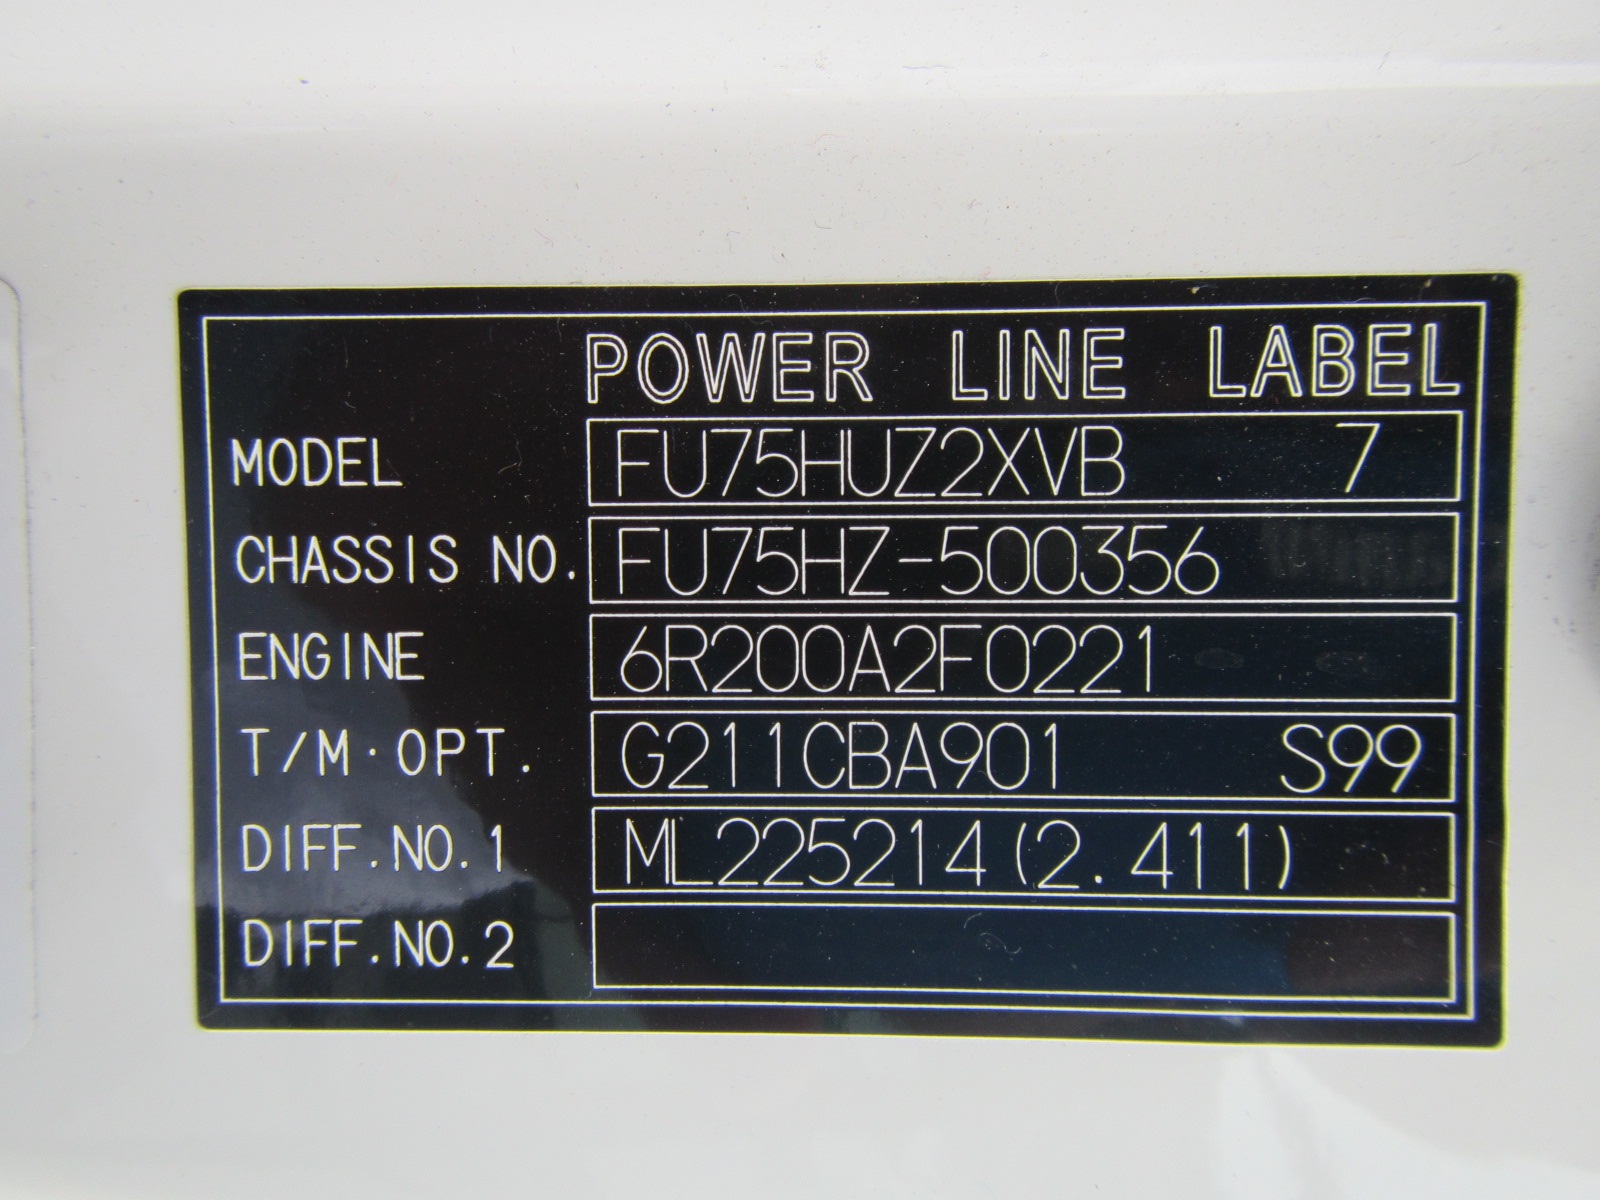 POWER LINE LABEL
MODEL FU75HUZ2XVB 7
CHASSIS NO. FU75HZ-500356
ENGINE 6R200A2F0221
T/M·OPT. G211CBA901 S99
DIFF.NO.1 ML225214(2.411)
DIFF.NO.2